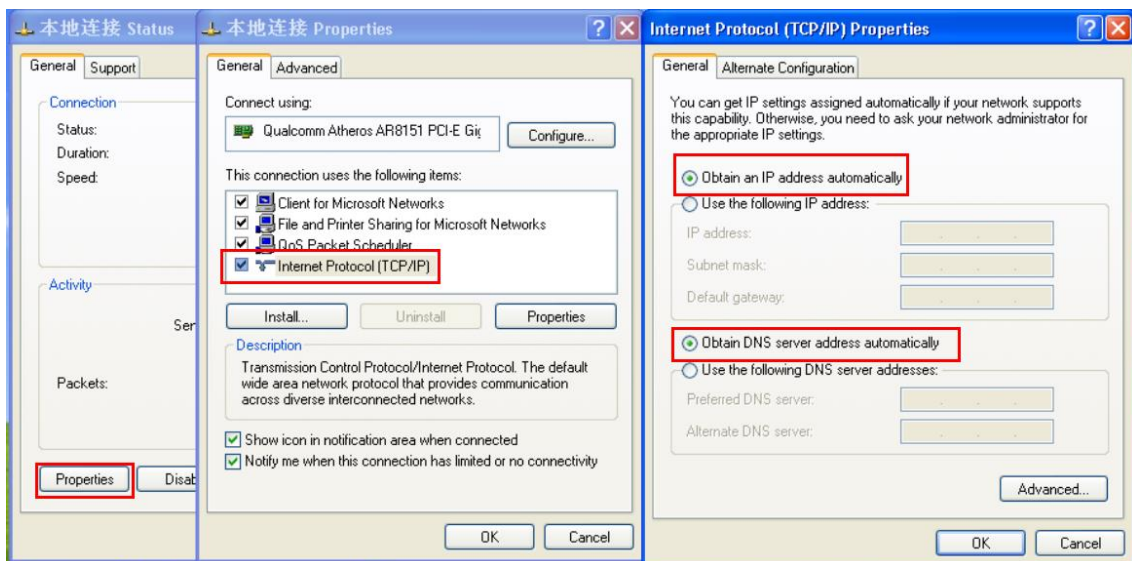 本地连接 Status
General
Support
Connection
Status:
Duration:
Speed:
Activity
Packets:
Properties
本地连接 Properties
General
Advanced
Connect using:
Qualcomm Atheros AR8151 PCI-E
Configure...
This connection uses the following items:
Client for Microsoft Networks
File and Printer Sharing for Microsoft Networks
QoS Packet Scheduler
Internet Protocol (TCP/IP)
Install...
Uninstall
Properties
Description
Transmission Control Protocol/Internet Protocol. The default
wide area network protocol that provides communication
across diverse interconnected networks.
Show icon in notification area when connected
Notify me when this connection has limited or no connectivity
OK
Cancel
Internet Protocol (TCP/IP) Properties
General
Alternate Configuration
You can get IP settings assigned automatically if your network supports
this capability. Otherwise, you need to ask your network administrator for
the appropriate IP settings.
Obtain an IP address automatically
Use the following IP address:
IP address:
Subnet mask:
Default gateway:
Obtain DNS server address automatically
Use the following DNS server addresses:
Preferred DNS server:
Alternate DNS server:
Advanced...
OK
Cancel